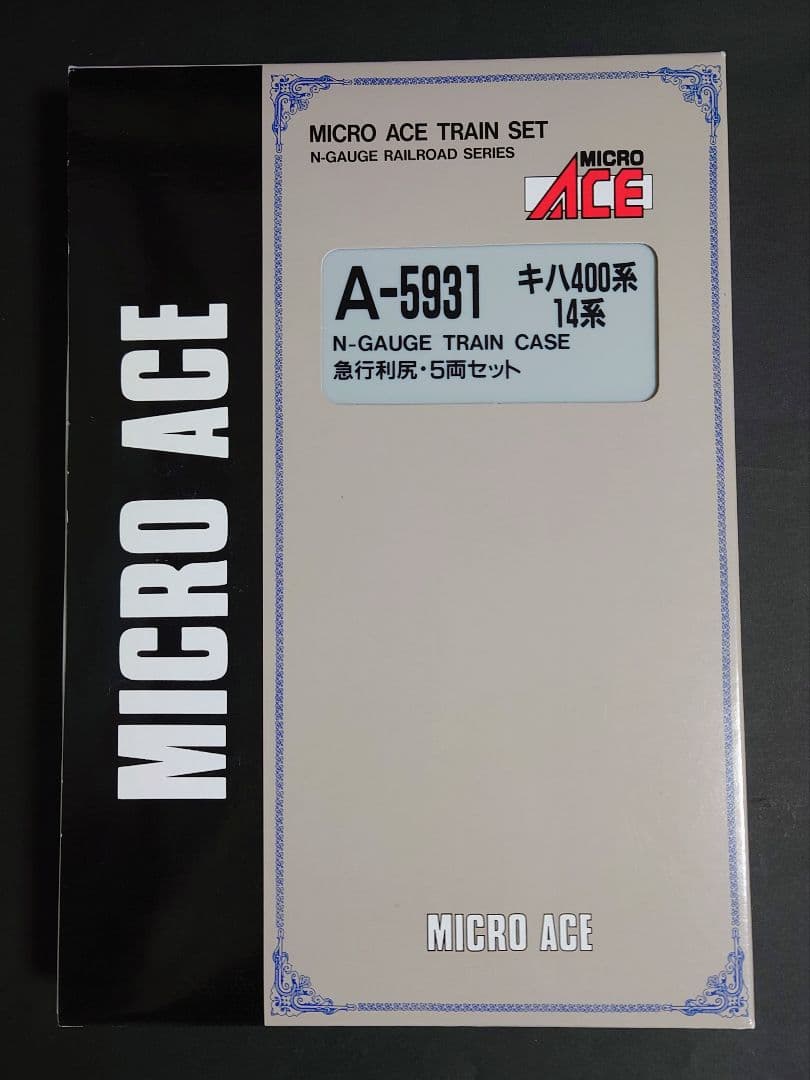 MICRO ACE
MICRO ACE TRAIN SET
N-GAUGE RAILROAD SERIES
MICRO
ACE
A-5931 キハ400系
14系
N-GAUGE TRAIN CASE
急行利尻・5両セット
MICRO ACE